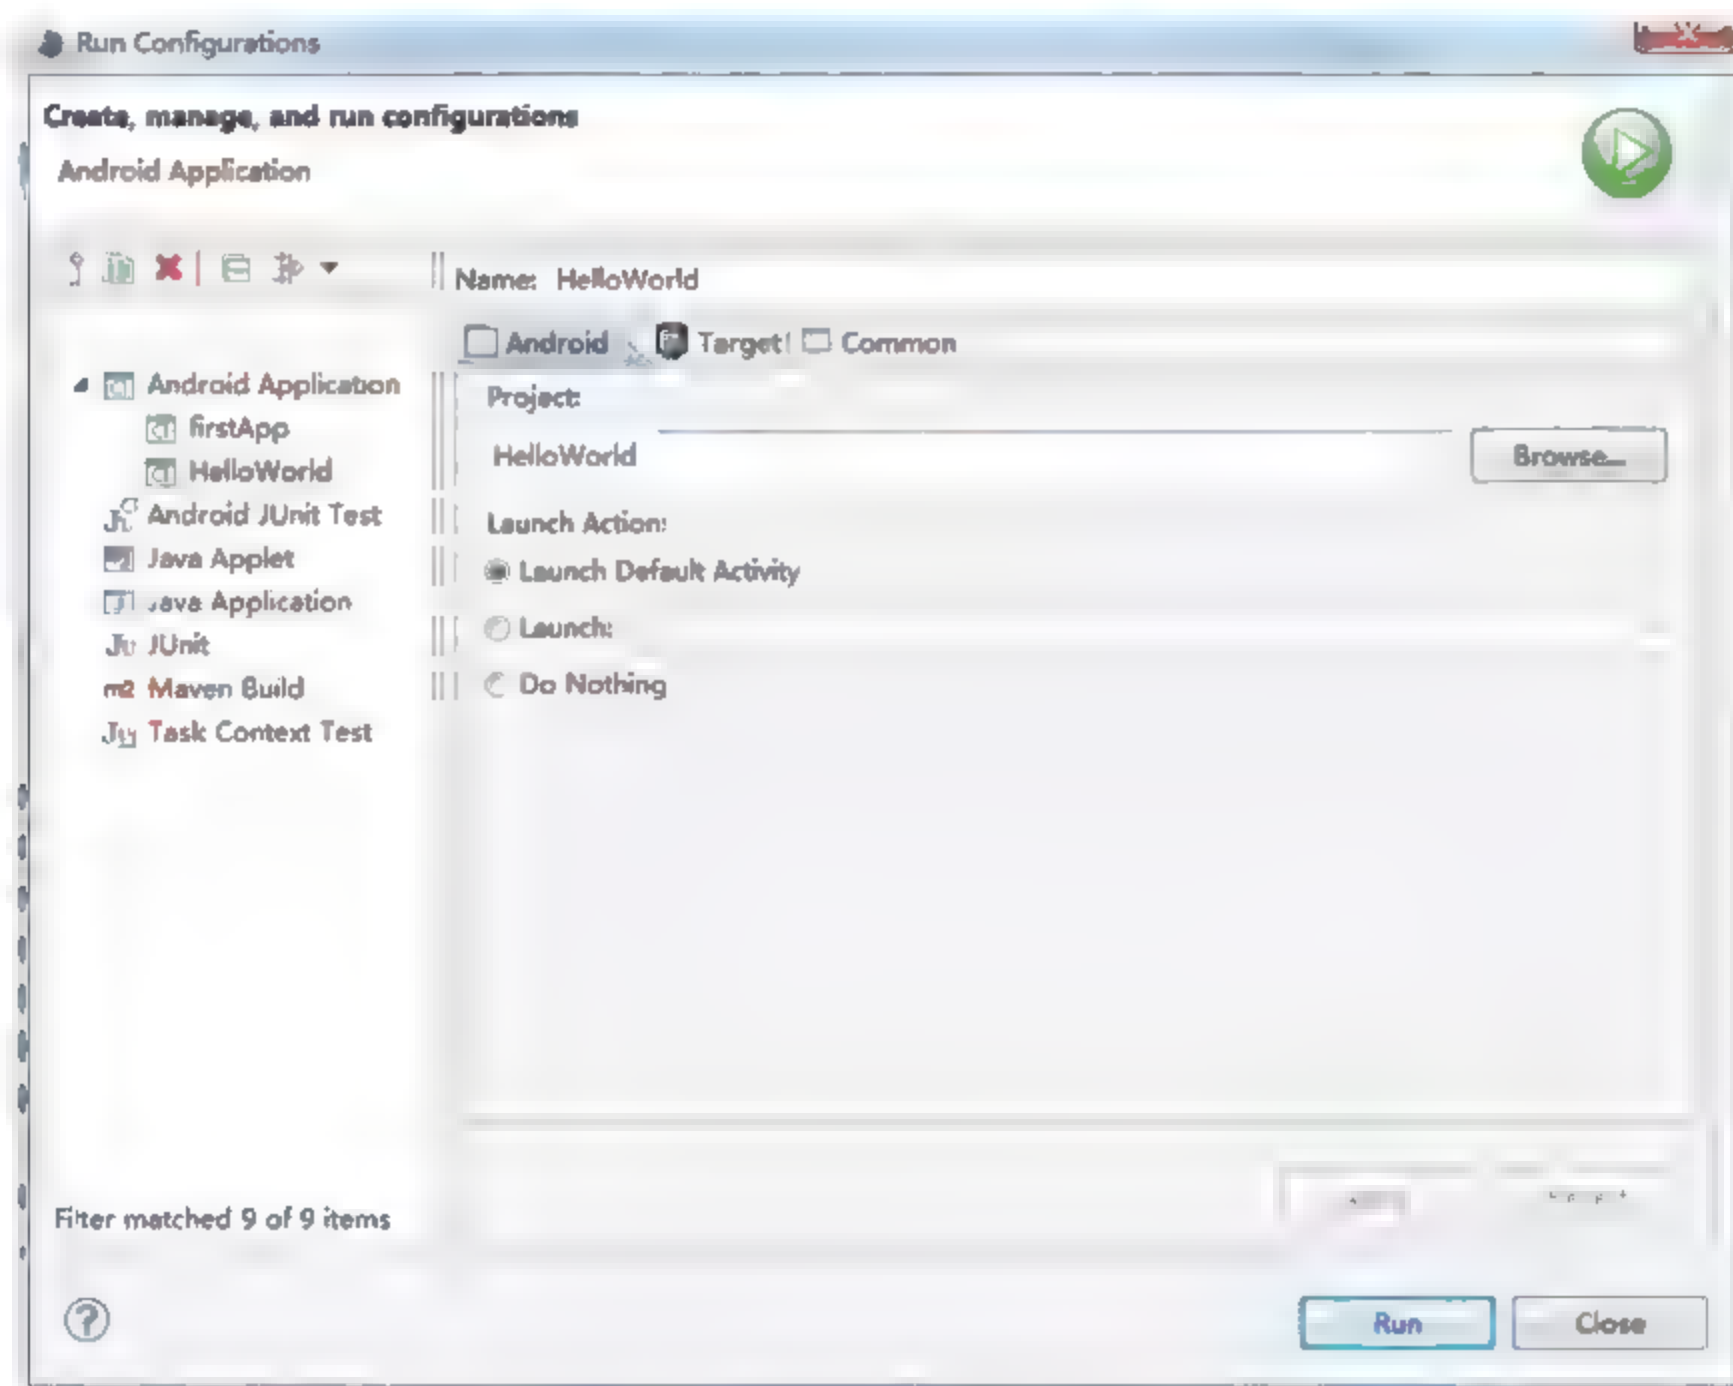 Run Configurations
Create, manage, and run configurations
Android Application
Name: HelloWorld
Android Target Common
Android Application
firstApp
HelloWorld
Android JUnit Test
Java Applet
Java Application
JUnit
Maven Build
Task Context Test
Project:
HelloWorld Browse...
Launch Action:
Launch Default Activity
Launch:
Do Nothing
Filter matched 9 of 9 items
Run Close